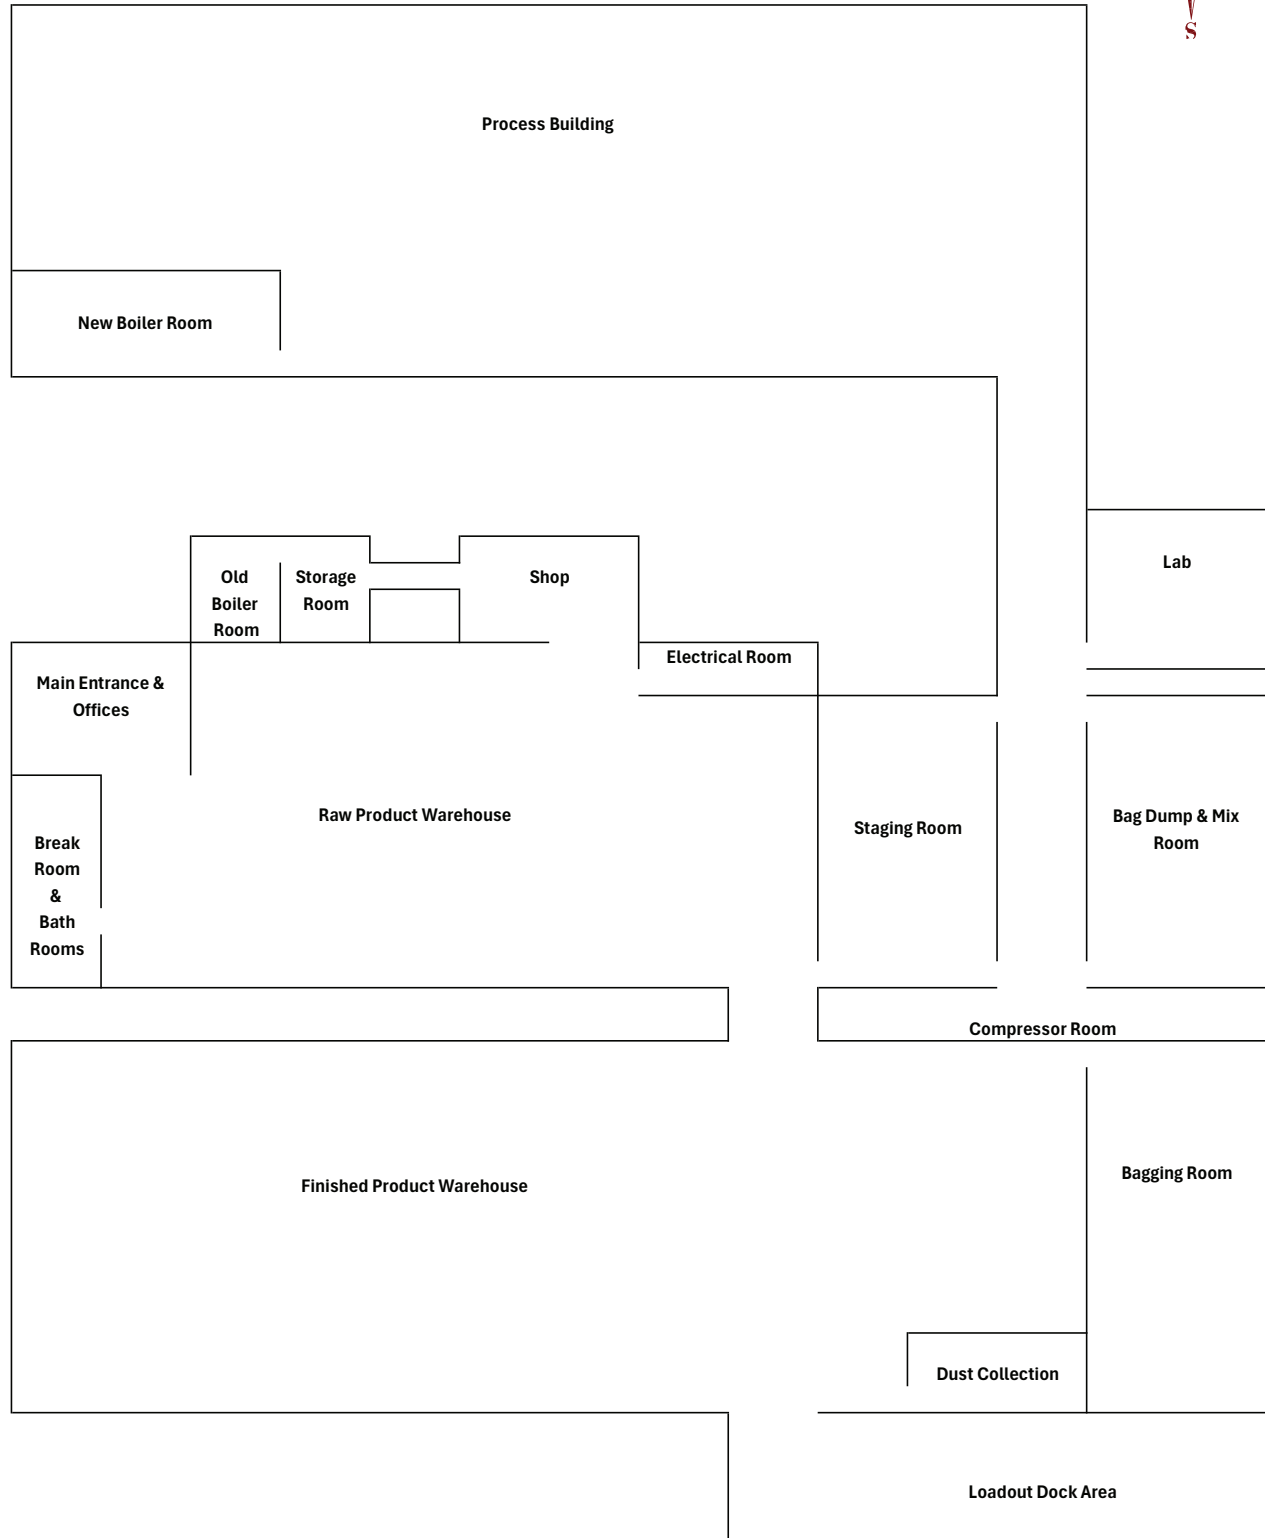 S
Process Building
New Boiler Room
Lab
Old
Boiler
Room
Storage
Room
Shop
Electrical Room
Main Entrance &
Offices
Raw Product Warehouse
Staging Room
Bag Dump & Mix
Room
Break
Room
&
Bath
Rooms
Compressor Room
Finished Product Warehouse
Bagging Room
Dust Collection
Loadout Dock Area